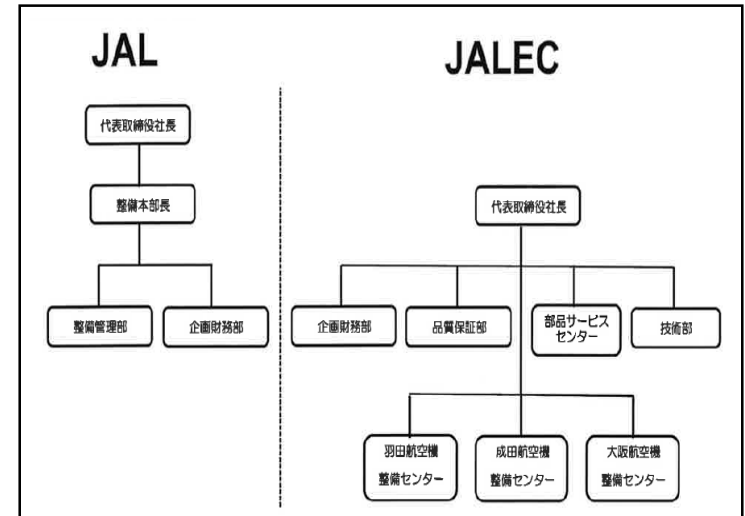 JAL
代表取締役社長
整備本部長
整備管理部
企画財務部
JALEC
代表取締役社長
企画財務部
品質保証部
部品サービス
センター
技術部
羽田航空機
整備センター
成田航空機
整備センター
大阪航空機
整備センター